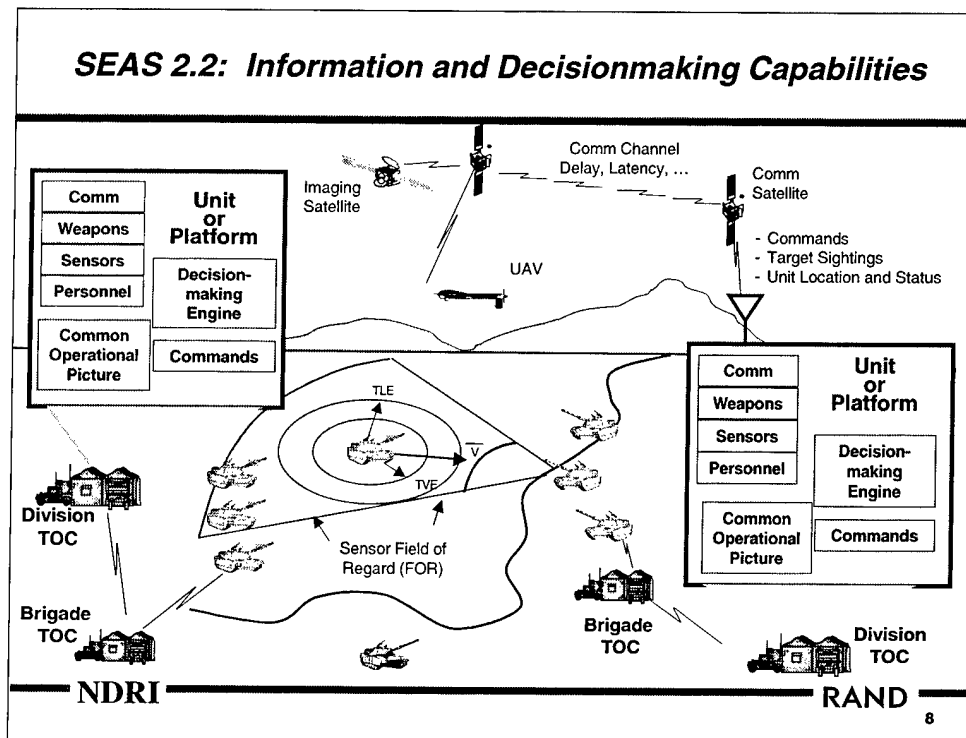 SEAS 2.2: Information and Decisionmaking Capabilities
Comm
Weapons
Sensors
Personnel
Common
Operational
Picture
Unit
or
Platform
Decision-
making
Engine
Commands
Imaging
Satellite
Comm Channel
Delay, Latency, ...
Comm
Satellite
- Commands
- Target Sightings
- Unit Location and Status
UAV
TLE
V
TVE
Sensor Field of
Regard (FOR)
Comm
Weapons
Sensors
Personnel
Common
Operational
Picture
Unit
or
Platform
Decision-
making
Engine
Commands
Division
TOC
Brigade
TOC
Brigade
TOC
Division
TOC
NDRI
RAND
8